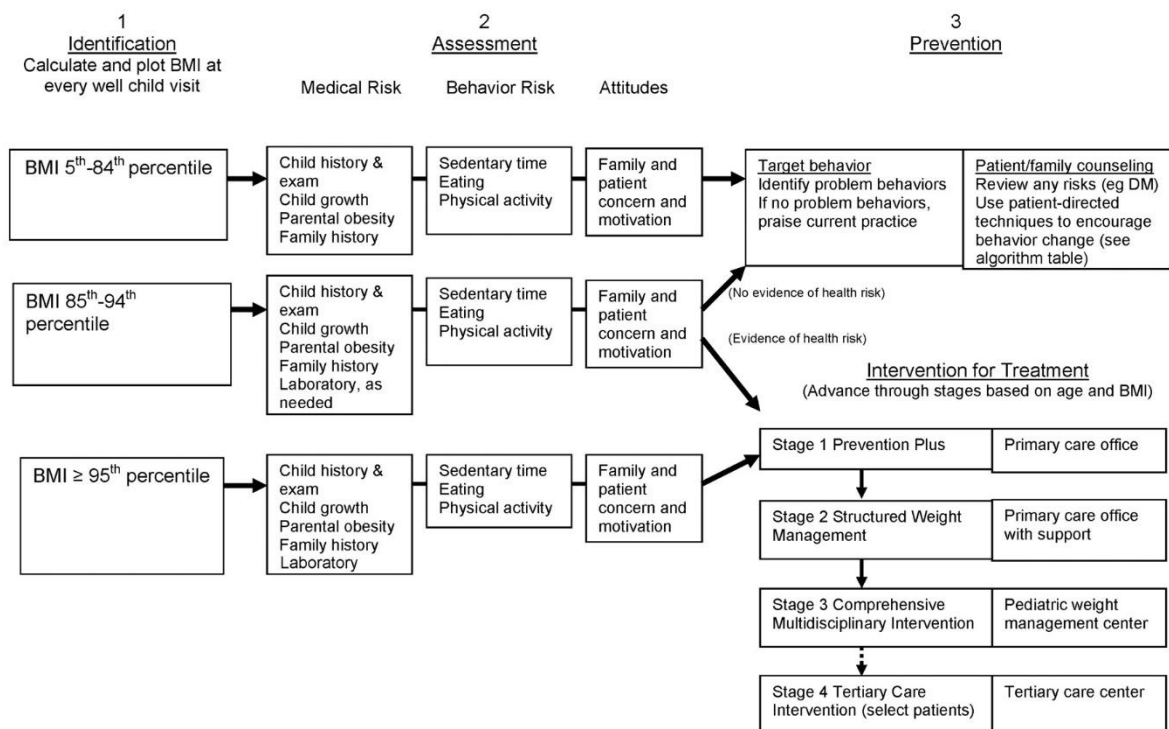 1
Identification
Calculate and plot BMI at
every well child visit
2
Assessment
Medical Risk
Behavior Risk
Attitudes
3
Prevention
BMI 5th-84th percentile
Child history &
exam
Child growth
Parental obesity
Family history
Sedentary time
Eating
Physical activity
Family and
patient
concern and
motivation
Target behavior
Identify problem behaviors
If no problem behaviors,
praise current practice
Patient/family counseling
Review any risks (eg DM)
Use patient-directed
techniques to encourage
behavior change (see
algorithm table)
BMI 85th-94th
percentile
Child history &
exam
Child growth
Parental obesity
Family history
Laboratory, as
needed
Sedentary time
Eating
Physical activity
Family and
patient
concern and
motivation
(No evidence of health risk)
(Evidence of health risk)
Intervention for Treatment
(Advance through stages based on age and BMI)
BMI ≥ 95th percentile
Child history &
exam
Child growth
Parental obesity
Family history
Laboratory
Sedentary time
Eating
Physical activity
Family and
patient
concern and
motivation
Stage 1 Prevention Plus
Primary care office
Stage 2 Structured Weight
Management
Primary care office
with support
Stage 3 Comprehensive
Multidisciplinary Intervention
Pediatric weight
management center
Stage 4 Tertiary Care
Intervention (select patients)
Tertiary care center